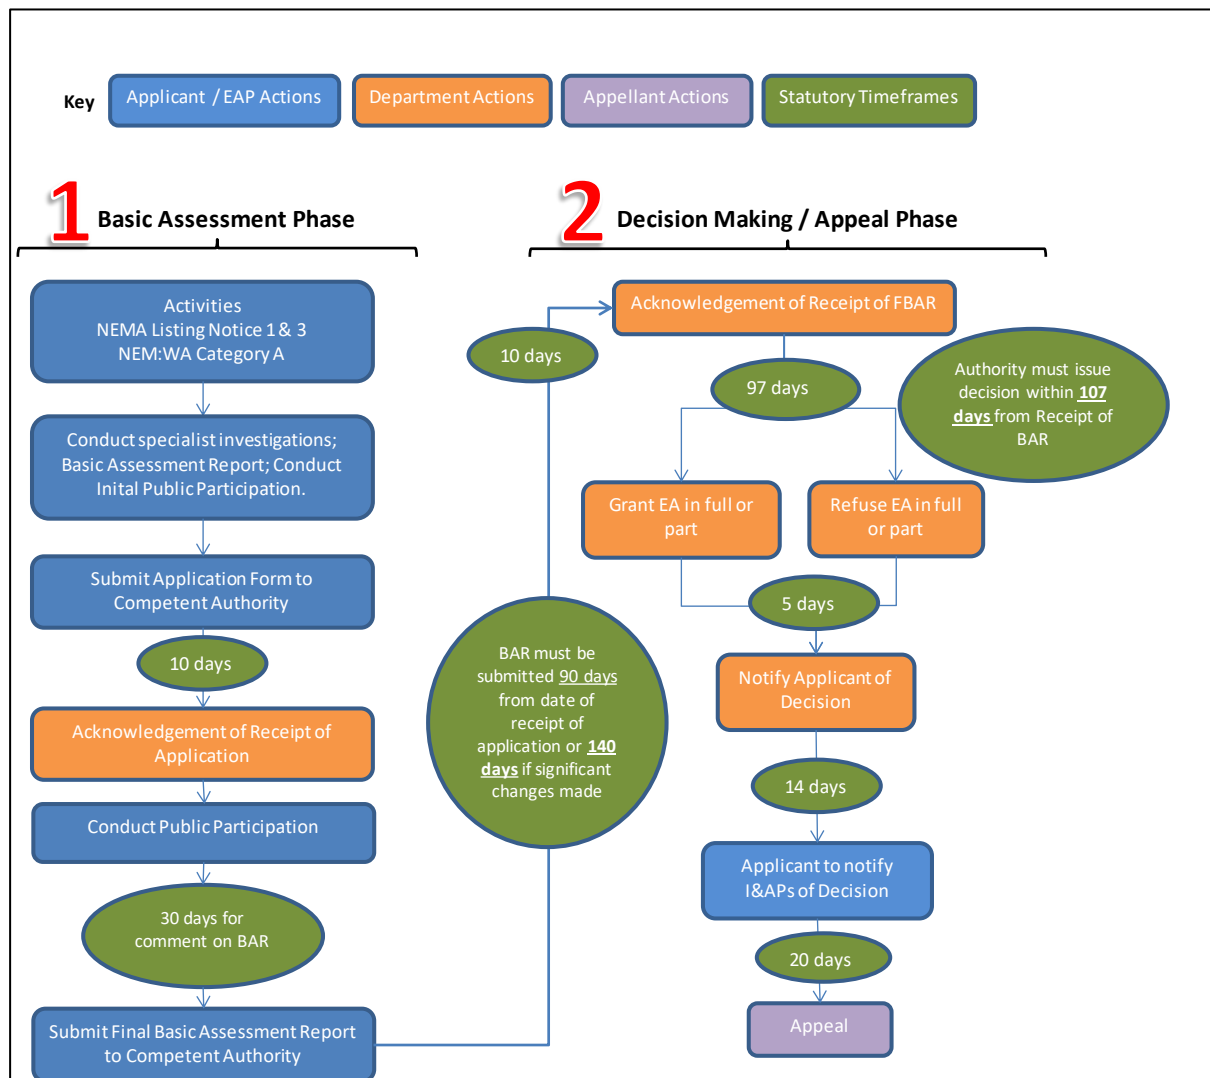 Key
Applicant / EAP Actions
Department Actions
Appellant Actions
Statutory Timeframes
1 Basic Assessment Phase
Activities
NEMA Listing Notice 1 & 3
NEM:WA Category A
Conduct specialist investigations;
Basic Assessment Report; Conduct
Inital Public Participation.
Submit Application Form to
Competent Authority
10 days
Acknowledgement of Receipt of
Application
Conduct Public Participation
30 days for
comment on BAR
Submit Final Basic Assessment Report
to Competent Authority
BAR must be
submitted 90 days
from date of
receipt of
application or 140
days if significant
changes made
10 days
2 Decision Making / Appeal Phase
Acknowledgement of Receipt of FBAR
97 days
Authority must issue
decision within 107
days from Receipt of
BAR
Grant EA in full or
part
Refuse EA in full
or part
5 days
Notify Applicant of
Decision
14 days
Applicant to notify
I&APs of Decision
20 days
Appeal